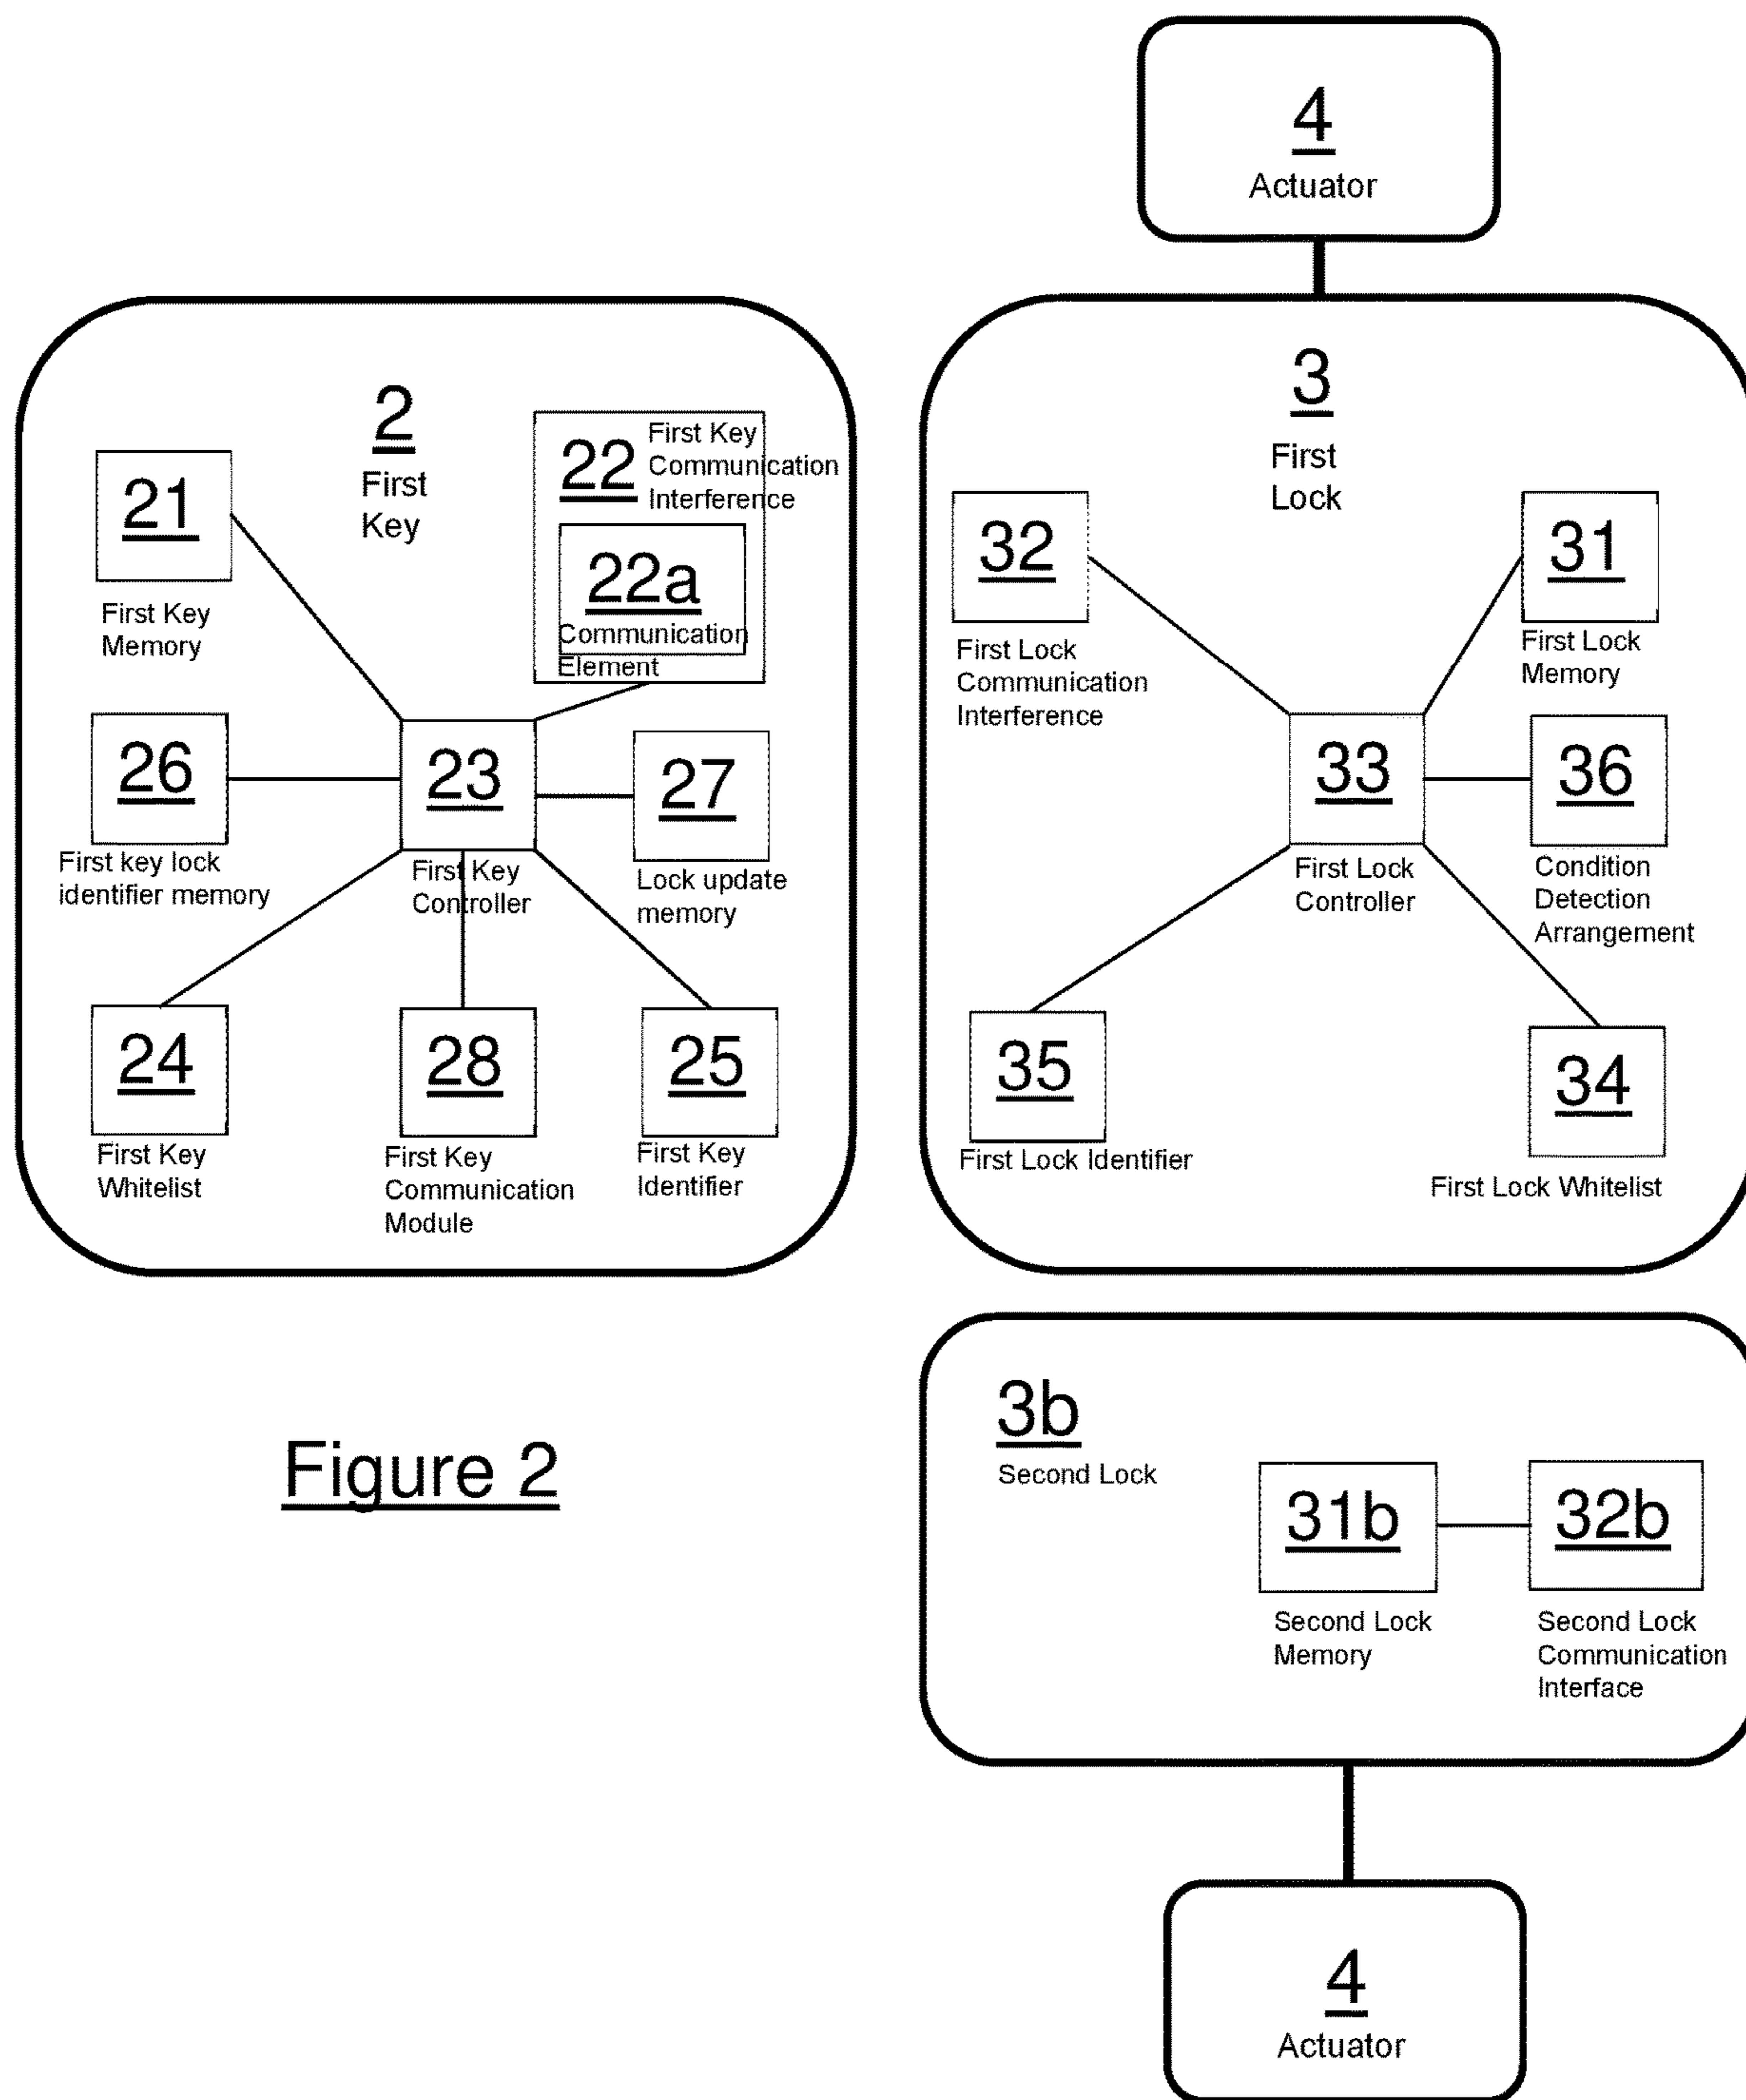 4
Actuator
2
First
Key
21
First Key
Memory
22
First Key
Communication
Interference
22a
Communication
Element
26
First key lock
identifier memory
23
First Key
Controller
27
Lock update
memory
24
First Key
Whitelist
28
First Key
Communication
Module
25
First Key
Identifier
3
First
Lock
32
First Lock
Communication
Interference
31
First Lock
Memory
33
First Lock
Controller
36
Condition
Detection
Arrangement
35
First Lock Identifier
34
First Lock Whitelist
3b
Second Lock
31b
Second Lock
Memory
32b
Second Lock
Communication
Interface
4
Actuator
Figure 2